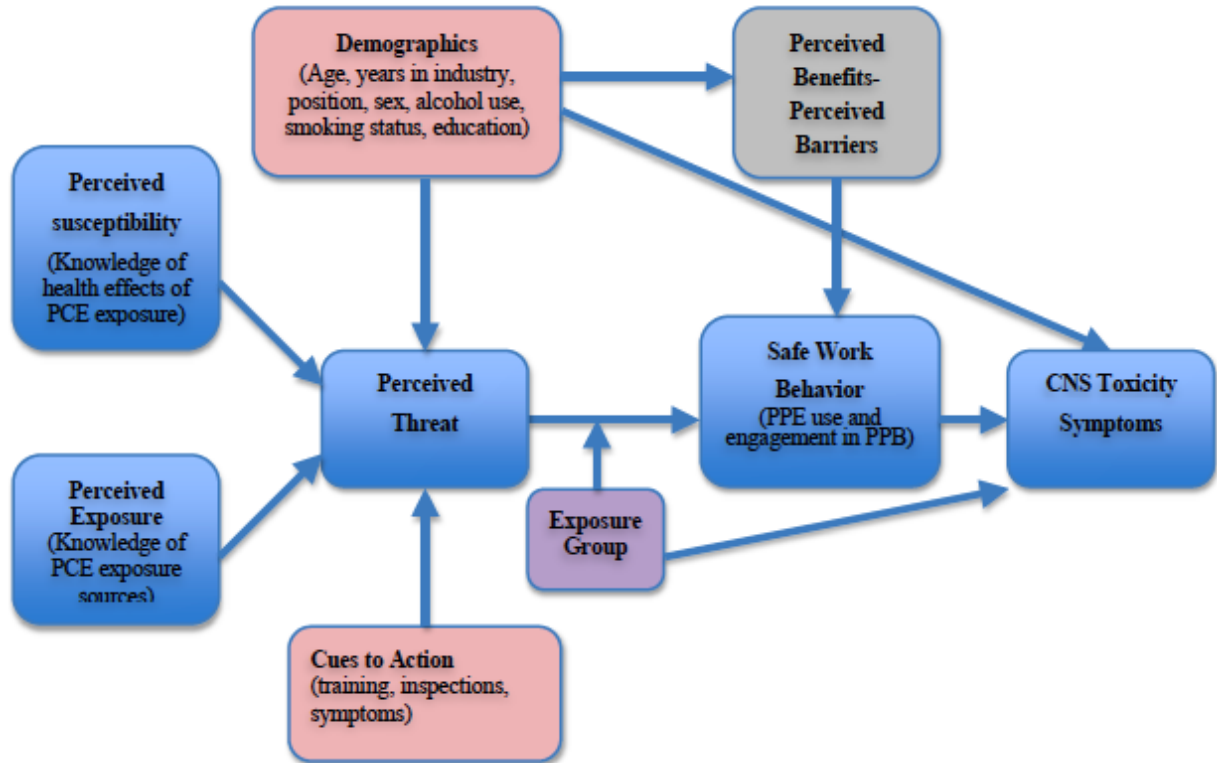 Demographics
(Age, years in industry,
position, sex, alcohol use,
smoking status, education)
Perceived
Benefits-
Perceived
Barriers
Perceived
susceptibility
(Knowledge of
health effects of
PCE exposure)
Perceived
Threat
Safe Work
Behavior
(PPE use and
engagement in PPB)
CNS Toxicity
Symptoms
Perceived
Exposure
(Knowledge of
PCE exposure
sources)
Exposure
Group
Cues to Action
(training, inspections,
symptoms)